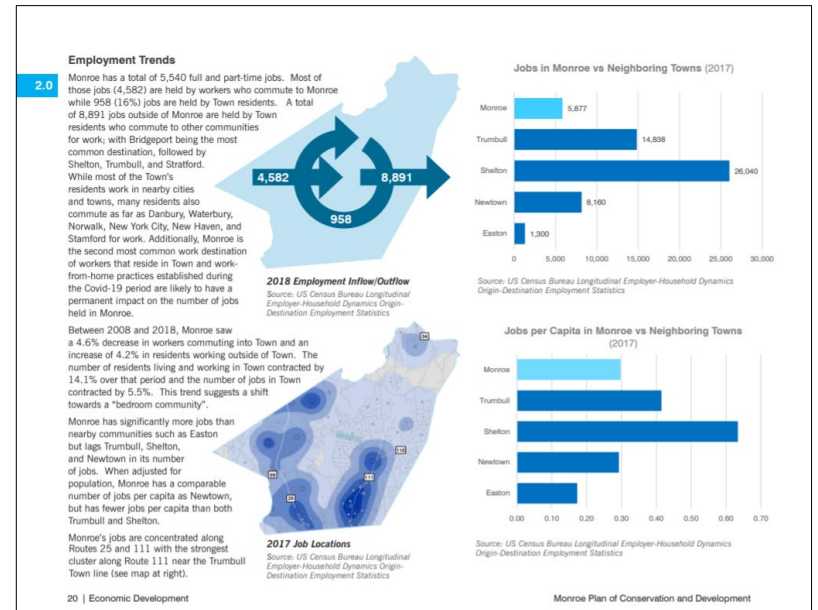 Employment Trends
2.0
Monroe has a total of 5,540 full and part-time jobs. Most of
those jobs (4,582) are held by workers who commute to Monroe
while 958 (16%) jobs are held by Town residents. A total
of 8,891 jobs outside of Monroe are held by Town
residents who commute to other communities
for work; with Bridgeport being the most
common destination, followed by
Shelton, Trumbull, and Stratford.
While most of the Town's
residents work in nearby cities
and towns, many residents also
commute as far as Danbury, Waterbury,
Norwalk, New York City, New Haven, and
Stamford for work. Additionally, Monroe is
the second most common work destination
of workers that reside in Town and work-
from-home practices established during
the Covid-19 period are likely to have a
permanent impact on the number of jobs
held in Monroe.
Between 2008 and 2018, Monroe saw
a 4.6% decrease in workers commuting into Town and an
increase of 4.2% in residents working outside of Town. The
number of residents living and working in Town contracted by
14.1% over that period and the number of jobs in Town
contracted by 5.5%. This trend suggests a shift
towards a "bedroom community".
Monroe has significantly more jobs than
nearby communities such as Easton
but lags Trumbull, Shelton,
and Newtown in its number
of jobs. When adjusted for
population, Monroe has a comparable
number of jobs per capita as Newtown,
but has fewer jobs per capita than both
Trumbull and Shelton.
Monroe's jobs are concentrated along
Routes 25 and 111 with the strongest
cluster along Route 111 near the Trumbull
Town line (see map at right).
4,582
8,891
958
2018 Employment Inflow/Outflow
Source: US Census Bureau Longitudinal
Employer-Household Dynamics Origin-
Destination Employment Statistics
34
110
111
59
25
2017 Job Locations
Source: US Census Bureau Longitudinal
Employer-Household Dynamics Origin-
Destination Employment Statistics
Jobs in Monroe vs Neighboring Towns (2017)
Monroe 5,877
Trumbull 14,838
Shelton 26,040
Newtown 8,160
Easton 1,300
0 5,000 10,000 15,000 20,000 25,000 30,000
Source: US Census Bureau Longitudinal Employer-Household Dynamics
Origin-Destination Employment Statistics
Jobs per Capita in Monroe vs Neighboring Towns
(2017)
Monroe
Trumbull
Shelton
Newtown
Easton
0.00 0.10 0.20 0.30 0.40 0.50 0.60 0.70
Source: US Census Bureau Longitudinal Employer-Household Dynamics
Origin-Destination Employment Statistics
20 | Economic Development
Monroe Plan of Conservation and Development